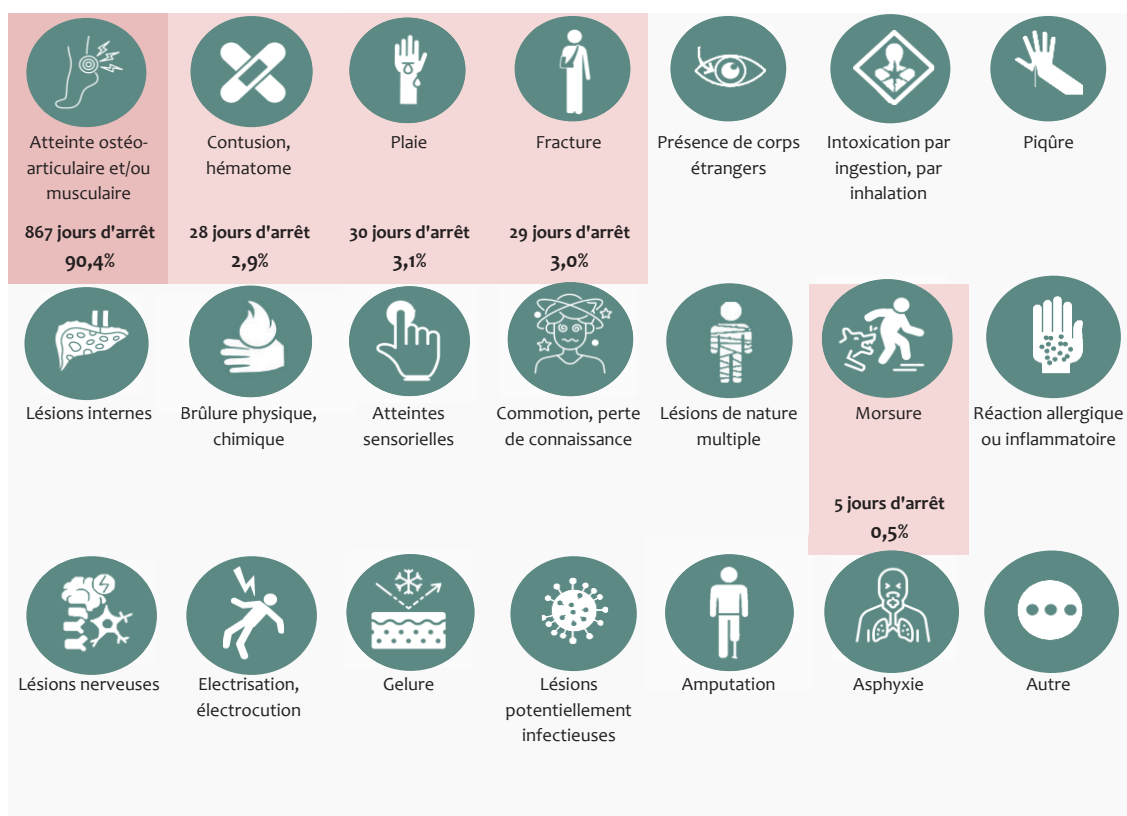 Atteinte ostéo-
articulaire et/ou
musculaire
867 jours d'arrêt
90,4%
Contusion,
hématome
28 jours d'arrêt
2,9%
Plaie
30 jours d'arrêt
3,1%
Fracture
29 jours d'arrêt
3,0%
Présence de corps
étrangers
Intoxication par
ingestion, par
inhalation
Piqûre
Lésions internes
Brûlure physique,
chimique
Atteintes
sensorielles
Commotion, perte
de connaissance
Lésions de nature
multiple
Morsure
5 jours d'arrêt
0,5%
Réaction allergique
ou inflammatoire
Lésions nerveuses
Electrisation,
électrocution
Gelure
Lésions
potentiellement
infectieuses
Amputation
Asphyxie
Autre